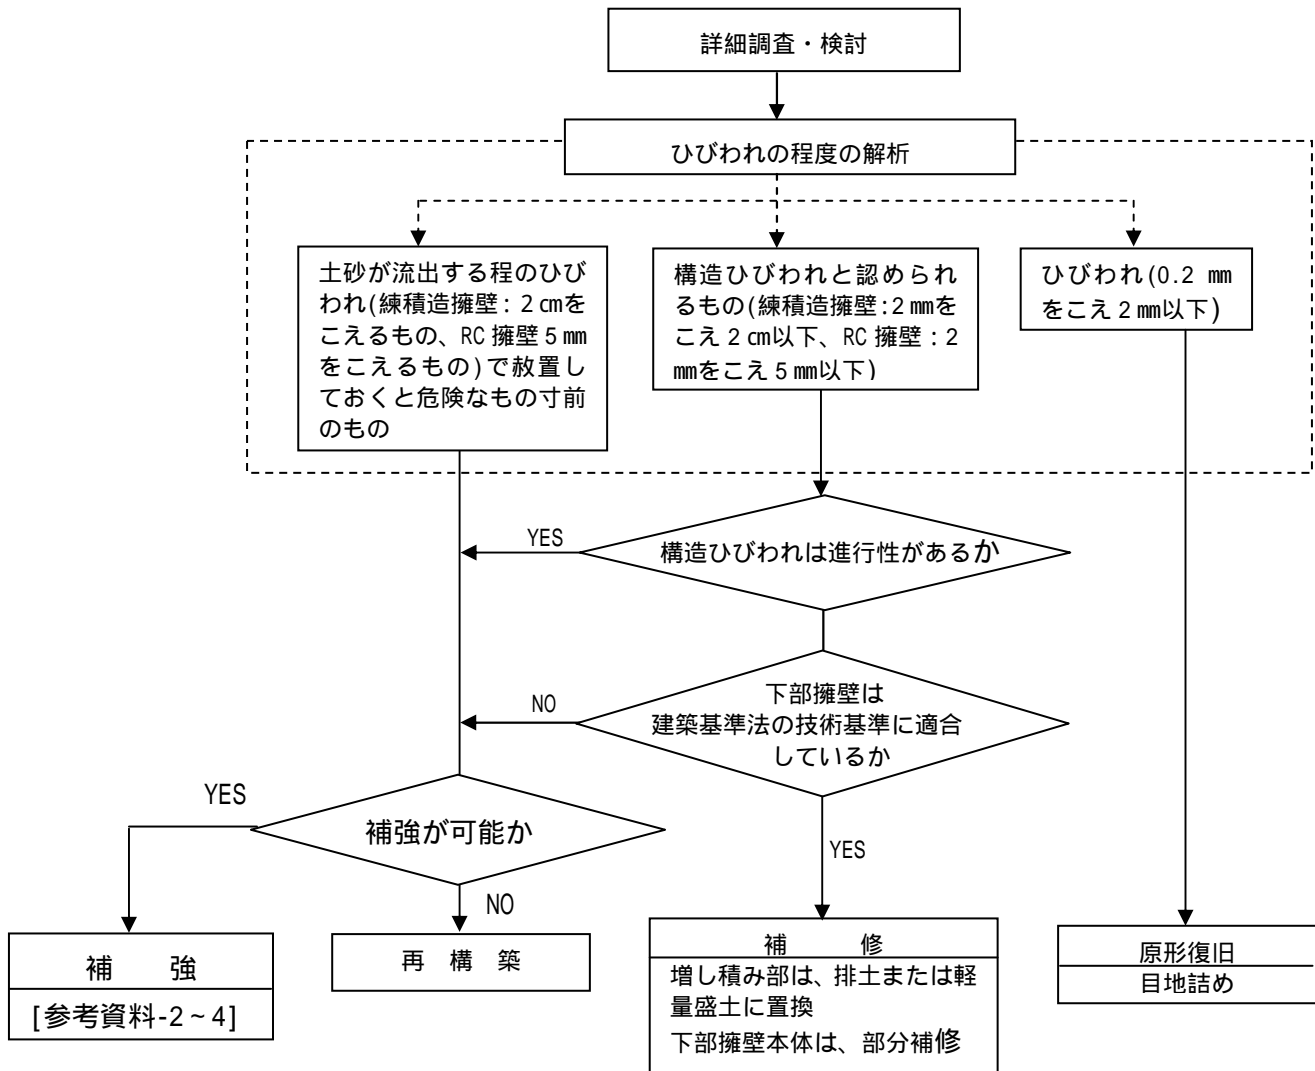 詳細調査・検討
ひびわれの程度の解析
土砂が流出する程のひび
われ(練積造擁壁:2㎝を
こえるもの、RC 擁壁 5㎜
をこえるもの)で赦置し
ておくと危険なもの寸前
のもの
構造ひびわれと認められ
るもの(練積造擁壁:2㎜を
こえ 2㎝以下、RC 擁壁:2
㎜をこえ 5㎜以下)
ひびわれ(0.2 ㎜
をこえ 2㎜以下)
YES
構造ひびわれは進行性があるか
NO
下部擁壁は
建築基準法の技術基準に適合
しているか
YES
補強が可能か
YES
NO
補 強
[参考資料-2~4]
再 構 築
補 修
増し積み部は、排土または軽
量盛土に置換
下部擁壁本体は、部分補修
原形復旧
目地詰め